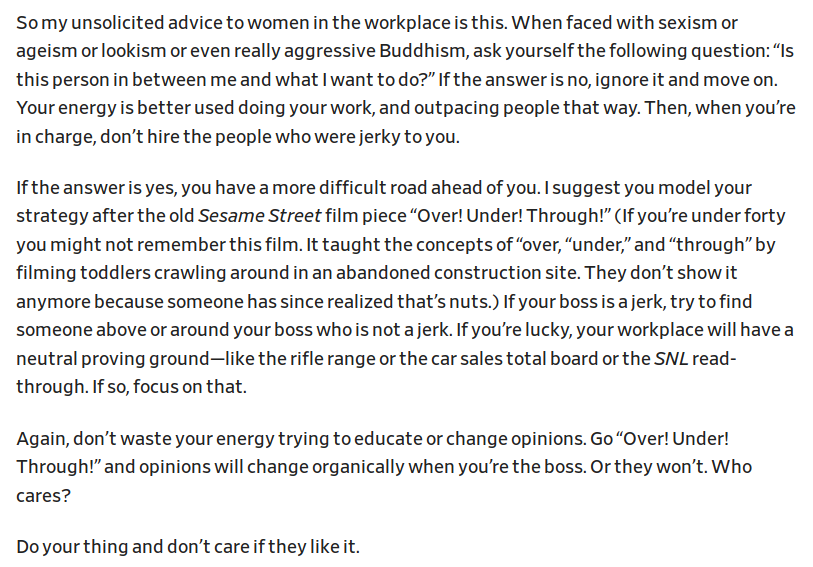 So my unsolicited advice to women in the workplace is this. When faced with sexism or
ageism or lookism or even really aggressive Buddhism, ask yourself the following question: “Is
this person in between me and what I want to do?” If the answer is no, ignore it and move on.
Your energy is better used doing your work, and outpacing people that way. Then, when you’re
in charge, don’t hire the people who were jerky to you.
If the answer is yes, you have a more difficult road ahead of you. I suggest you model your
strategy after the old Sesame Street film piece “Over! Under! Through!” (If you’re under forty
you might not remember this film. It taught the concepts of “over, “under,” and “through” by
filming toddlers crawling around in an abandoned construction site. They don’t show it
anymore because someone has since realized that’s nuts.) If your boss is a jerk, try to find
someone above or around your boss who is not a jerk. If you’re lucky, your workplace will have a
neutral proving ground—like the rifle range or the car sales total board or the SNL read-
through. If so, focus on that.
Again, don’t waste your energy trying to educate or change opinions. Go “Over! Under!
Through!” and opinions will change organically when you’re the boss. Or they won’t. Who
cares?
Do your thing and don’t care if they like it.